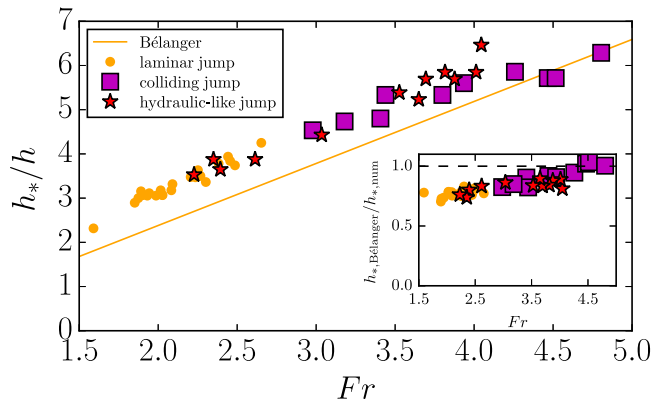 7
6
5
4
3
2
1
0
h*/h
Bélanger
laminar jump
colliding jump
hydraulic-like jump
1.0
0.5
0.0
h*,Bélanger/h*,num
1.5 2.5 3.5 4.5
Fr
1.5 2.0 2.5 3.0 3.5 4.0 4.5 5.0
Fr